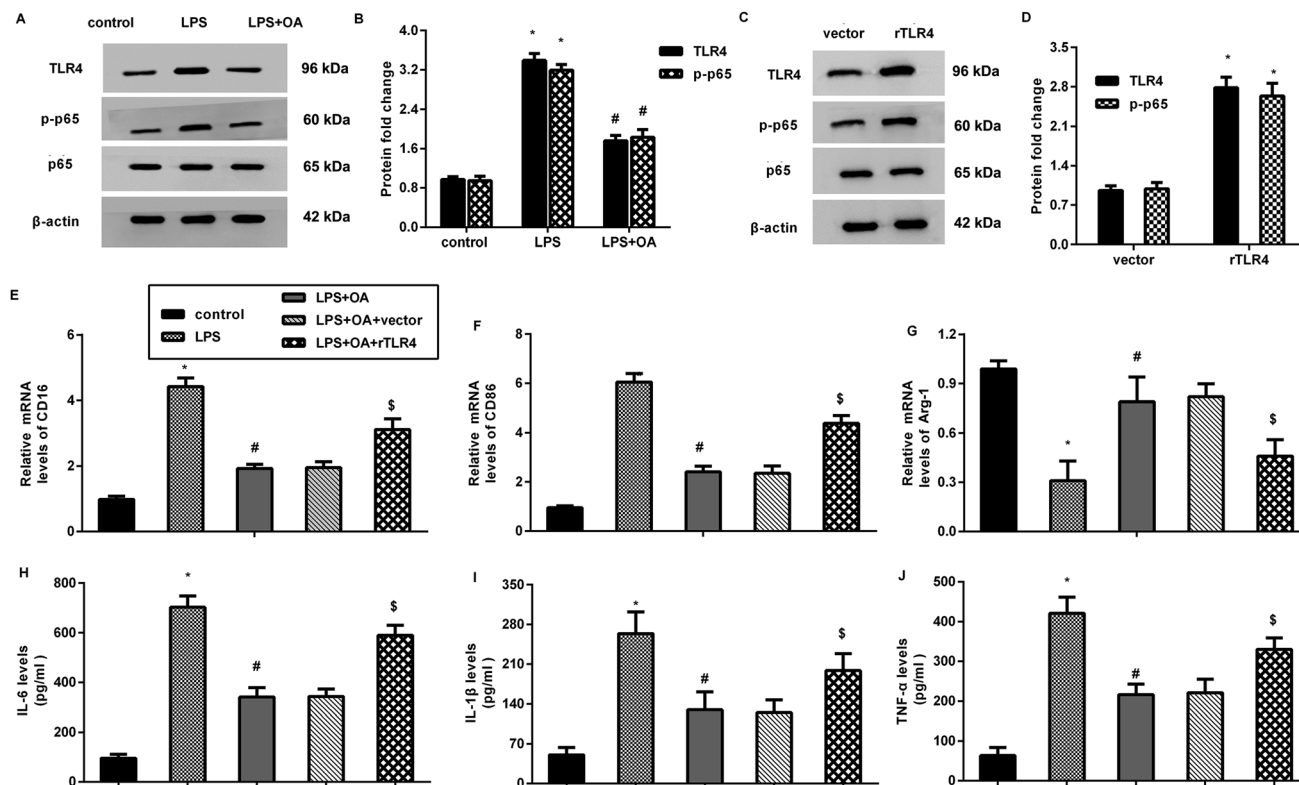 A
control LPS LPS+OA
TLR4 96 kDa
p-p65 60 kDa
p65 65 kDa
β-actin 42 kDa
B
Protein fold change
4.0
3.2
2.4
1.6
0.8
0.0
* *
# #
TLR4
p-p65
control LPS LPS+OA
C
vector rTLR4
TLR4 96 kDa
p-p65 60 kDa
p65 65 kDa
β-actin 42 kDa
D
Protein fold change
3.5
2.8
2.1
1.4
0.7
0.0
* *
TLR4
p-p65
vector rTLR4
E
control
LPS
LPS+OA
LPS+OA+vector
LPS+OA+rTLR4
Relative mRNA
levels of CD16
6
4
2
0
* # $
F
Relative mRNA
levels of CD86
8
6
4
2
0
# $
G
Relative mRNA
levels of Arg-1
1.2
0.9
0.6
0.3
0.0
* # $
H
IL-6 levels
(pg/ml )
800
600
400
200
0
* # $
I
IL-1β levels
(pg/ml )
350
280
210
140
70
0
* # $
J
TNF-α levels
(pg/ml )
500
400
300
200
100
0
* # $